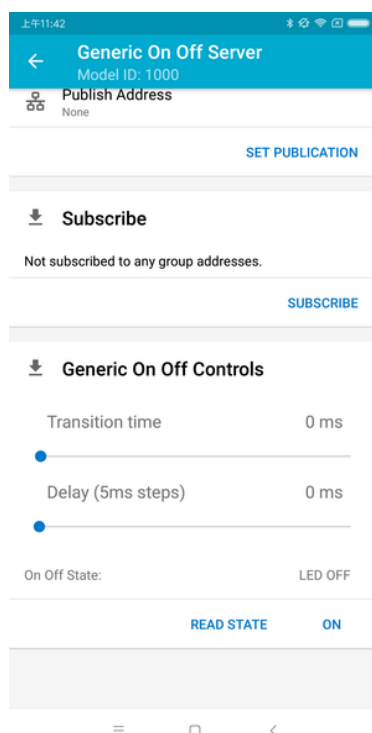 上午11:42
Generic On Off Server
Model ID: 1000
Publish Address
None
SET PUBLICATION
Subscribe
Not subscribed to any group addresses.
SUBSCRIBE
Generic On Off Controls
Transition time 0 ms
Delay (5ms steps) 0 ms
On Off State: LED OFF
READ STATE ON